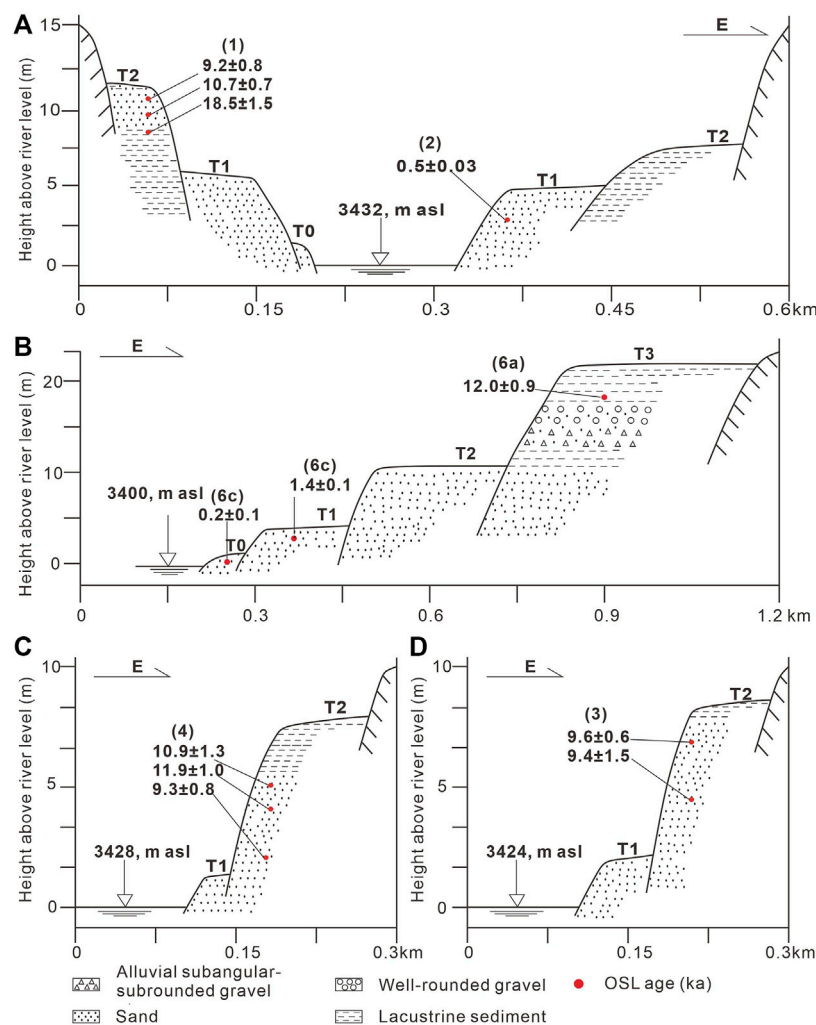 A
Height above river level (m)
15
10
5
0
T2
(1)
9.2±0.8
10.7±0.7
18.5±1.5
T1
T0
3432, m asl
(2)
0.5±0.03
T1
T2
E
0
0.15
0.3
0.45
0.6km
B
Height above river level (m)
20
10
0
E
3400, m asl
(6c)
0.2±0.1
T0
(6c)
1.4±0.1
T1
T2
(6a)
12.0±0.9
T3
0
0.3
0.6
0.9
1.2 km
C
Height above river level (m)
10
5
0
E
(4)
10.9±1.3
11.9±1.0
9.3±0.8
T2
3428, m asl
T1
0
0.15
0.3km
D
Height above river level (m)
10
5
0
E
(3)
9.6±0.6
9.4±1.5
T2
3424, m asl
T1
0
0.15
0.3km
Alluvial subangular-
subrounded gravel
Well-rounded gravel
OSL age (ka)
Sand
Lacustrine sediment